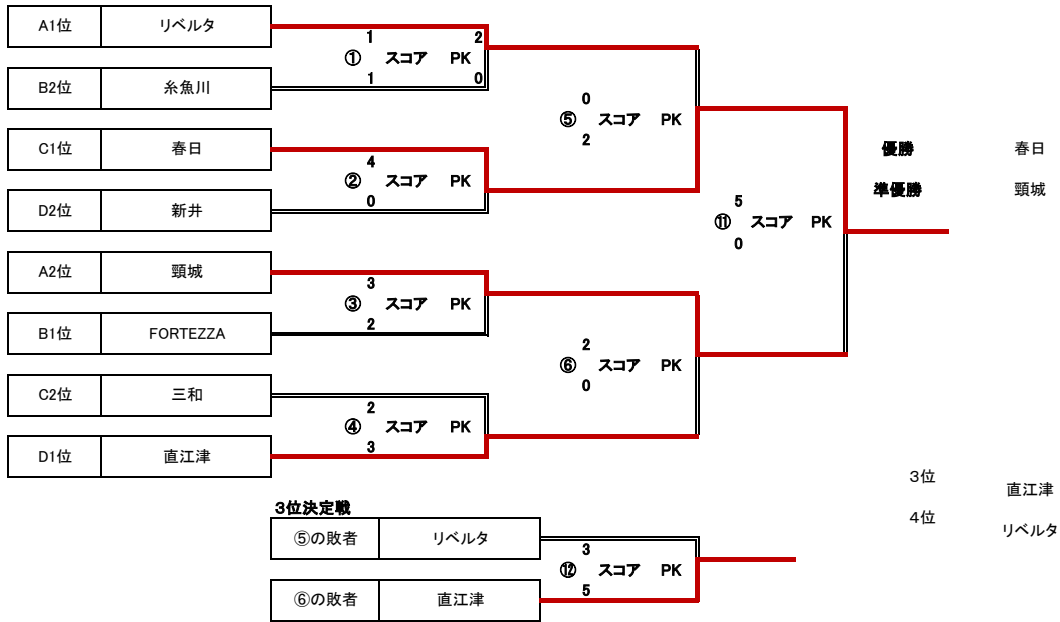 A1位 リベルタ
1 2
① スコア PK
1 0
B2位 糸魚川
0
⑤ スコア PK
2
C1位 春日
4
② スコア PK
0
D2位 新井
優勝 春日
準優勝 頸城
5
⑪ スコア PK
0
A2位 頸城
3
③ スコア PK
2
B1位 FORTEZZA
2
⑥ スコア PK
0
C2位 三和
2
④ スコア PK
3
D1位 直江津
3位 直江津
4位 リベルタ
3位決定戦
⑤の敗者 リベルタ
3
⑫ スコア PK
5
⑥の敗者 直江津